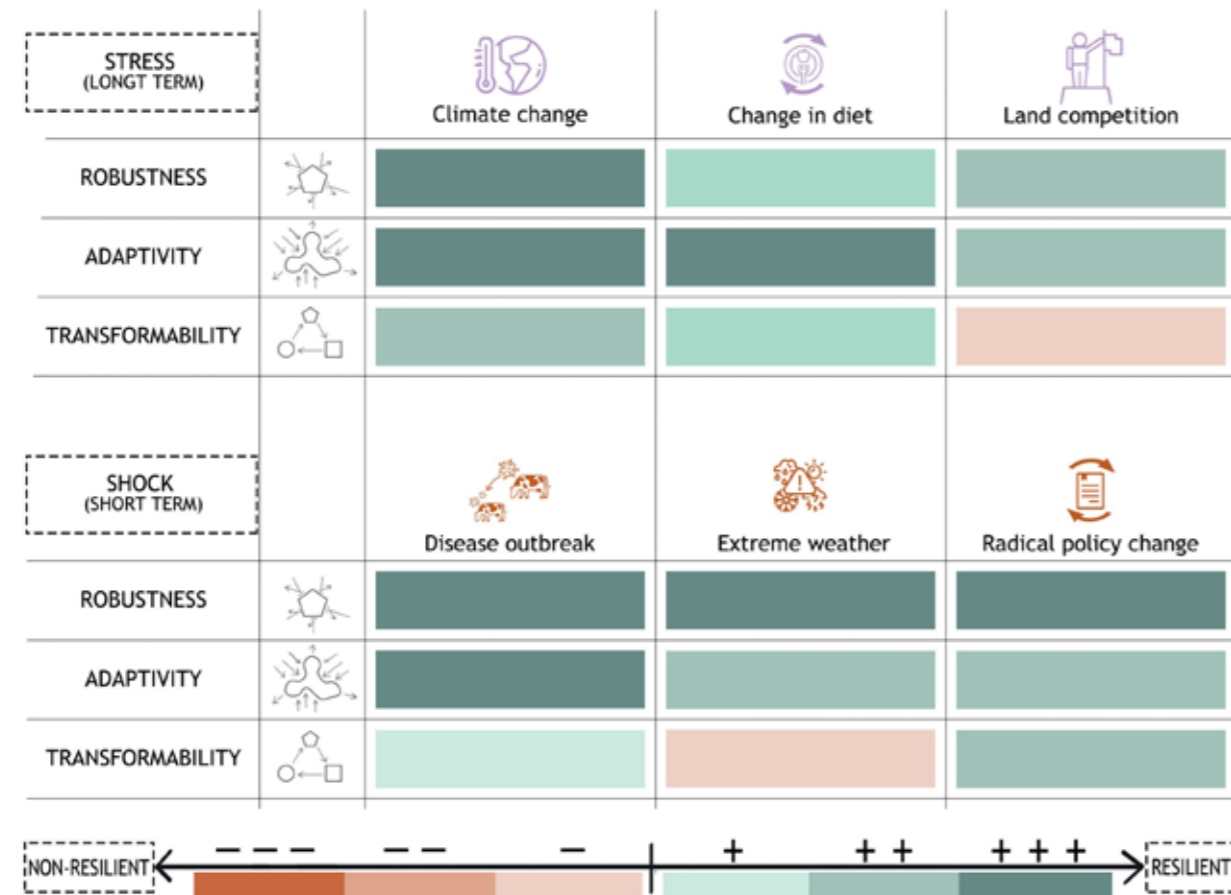 STRESS
(LONGT TERM)
Climate change
Change in diet
Land competition
ROBUSTNESS
ADAPTIVITY
TRANSFORMABILITY
SHOCK
(SHORT TERM)
Disease outbreak
Extreme weather
Radical policy change
ROBUSTNESS
ADAPTIVITY
TRANSFORMABILITY
NON-RESILIENT
— — —
— —
—
+
+ +
+ + +
RESILIENT